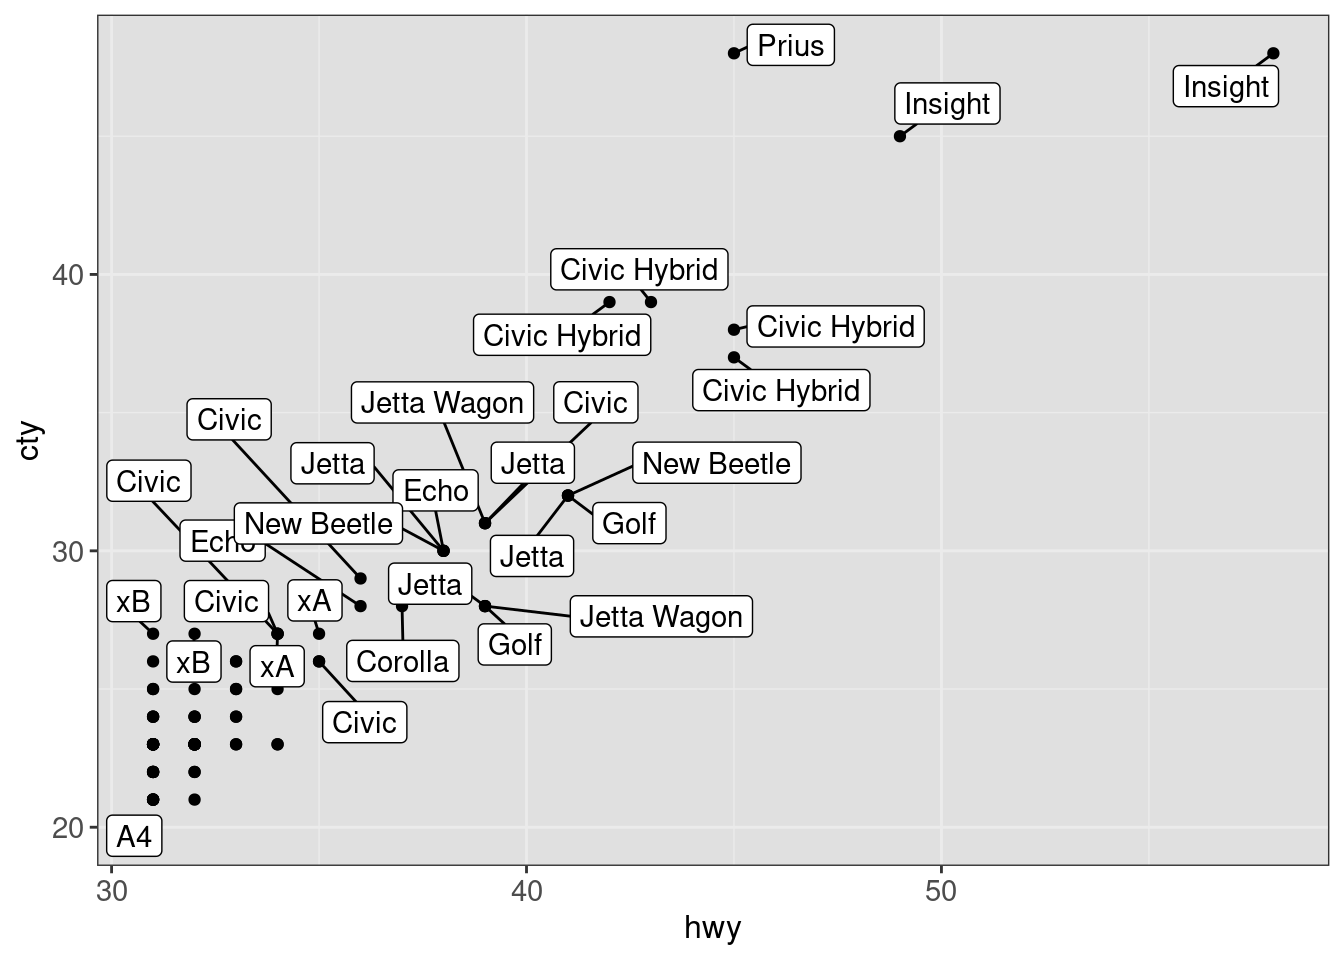 Prius
Insight
Insight
40
Civic Hybrid
Civic Hybrid
Civic Hybrid
Civic Hybrid
Jetta Wagon
Civic
Civic
cty
Jetta
Jetta
New Beetle
Civic
Echo
New Beetle
Golf
Echo
30
Jetta
Jetta
xB
Civic
xA
Jetta Wagon
Golf
xB
xA
Corolla
Civic
20
A4
30
40
50
hwy